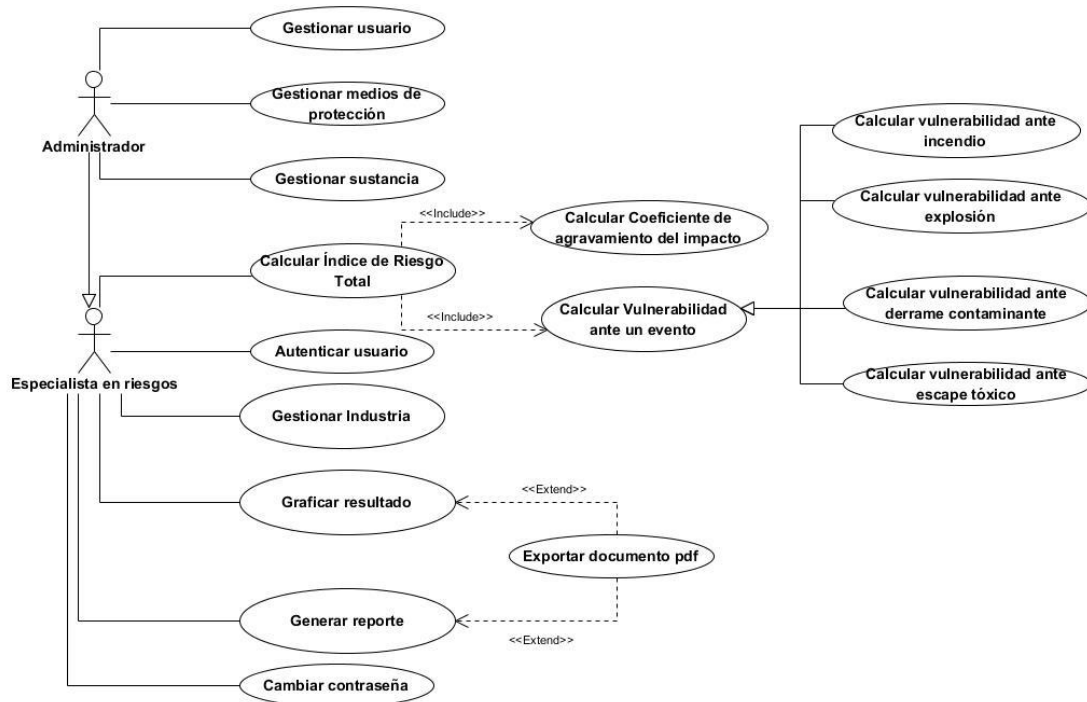 Gestionar usuario
Gestionar medios de
protección
Administrador
Gestionar sustancia
Calcular vulnerabilidad ante
incendio
Calcular vulnerabilidad ante
explosión
<<Include>>
Calcular Coeficiente de
agravamiento del impacto
Calcular Índice de Riesgo
Total
<<Include>>
Calcular Vulnerabilidad
ante un evento
Calcular vulnerabilidad ante
derrame contaminante
Calcular vulnerabilidad ante
escape tóxico
Autenticar usuario
Especialista en riesgos
Gestionar Industria
Graficar resultado
<<Extend>>
Exportar documento pdf
Generar reporte
<<Extend>>
Cambiar contraseña